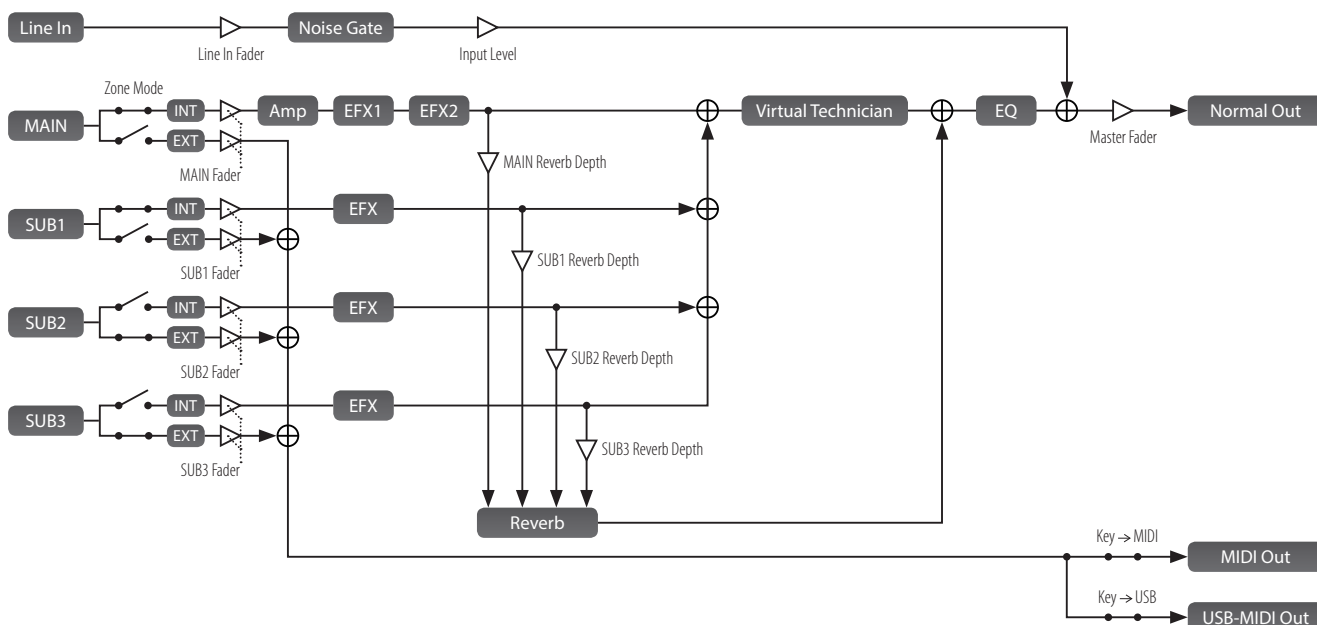 Line In
Line In Fader
Noise Gate
Input Level
Zone Mode
MAIN
INT
EXT
MAIN Fader
Amp
EFX1
EFX2
MAIN Reverb Depth
Virtual Technician
EQ
Master Fader
Normal Out
SUB1
INT
EXT
SUB1 Fader
EFX
SUB1 Reverb Depth
SUB2
INT
EXT
SUB2 Fader
EFX
SUB2 Reverb Depth
SUB3
INT
EXT
SUB3 Fader
EFX
SUB3 Reverb Depth
Reverb
Key → MIDI
MIDI Out
Key → USB
USB-MIDI Out